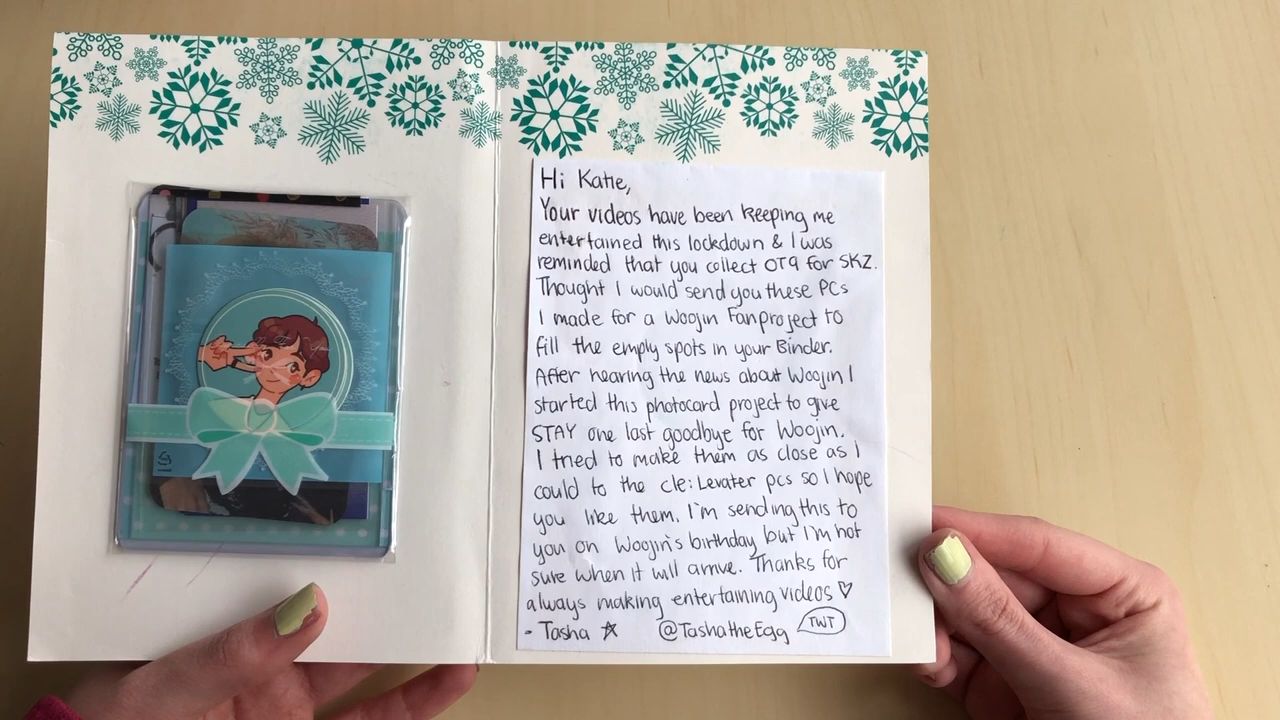 Hi Katie,
Your videos have been keeping me
entertained this lockdown & I was
reminded that you collect OT9 for SKZ.
Thought I would send you these PCs
I made for a Woojin Fanproject to
fill the empty spots in your Binder.
After hearing the news about Woojin I
started this photocard project to give
STAY one last goodbye for Woojin.
I tried to make them as close as I
could to the cle: Levater pcs so I hope
you like them. I'm sending this to
you on Woojin's birthday but I'm not
sure when it will arrive. Thanks for
always making entertaining videos ♡
- Tasha ☆ @TashatheEgg TWT